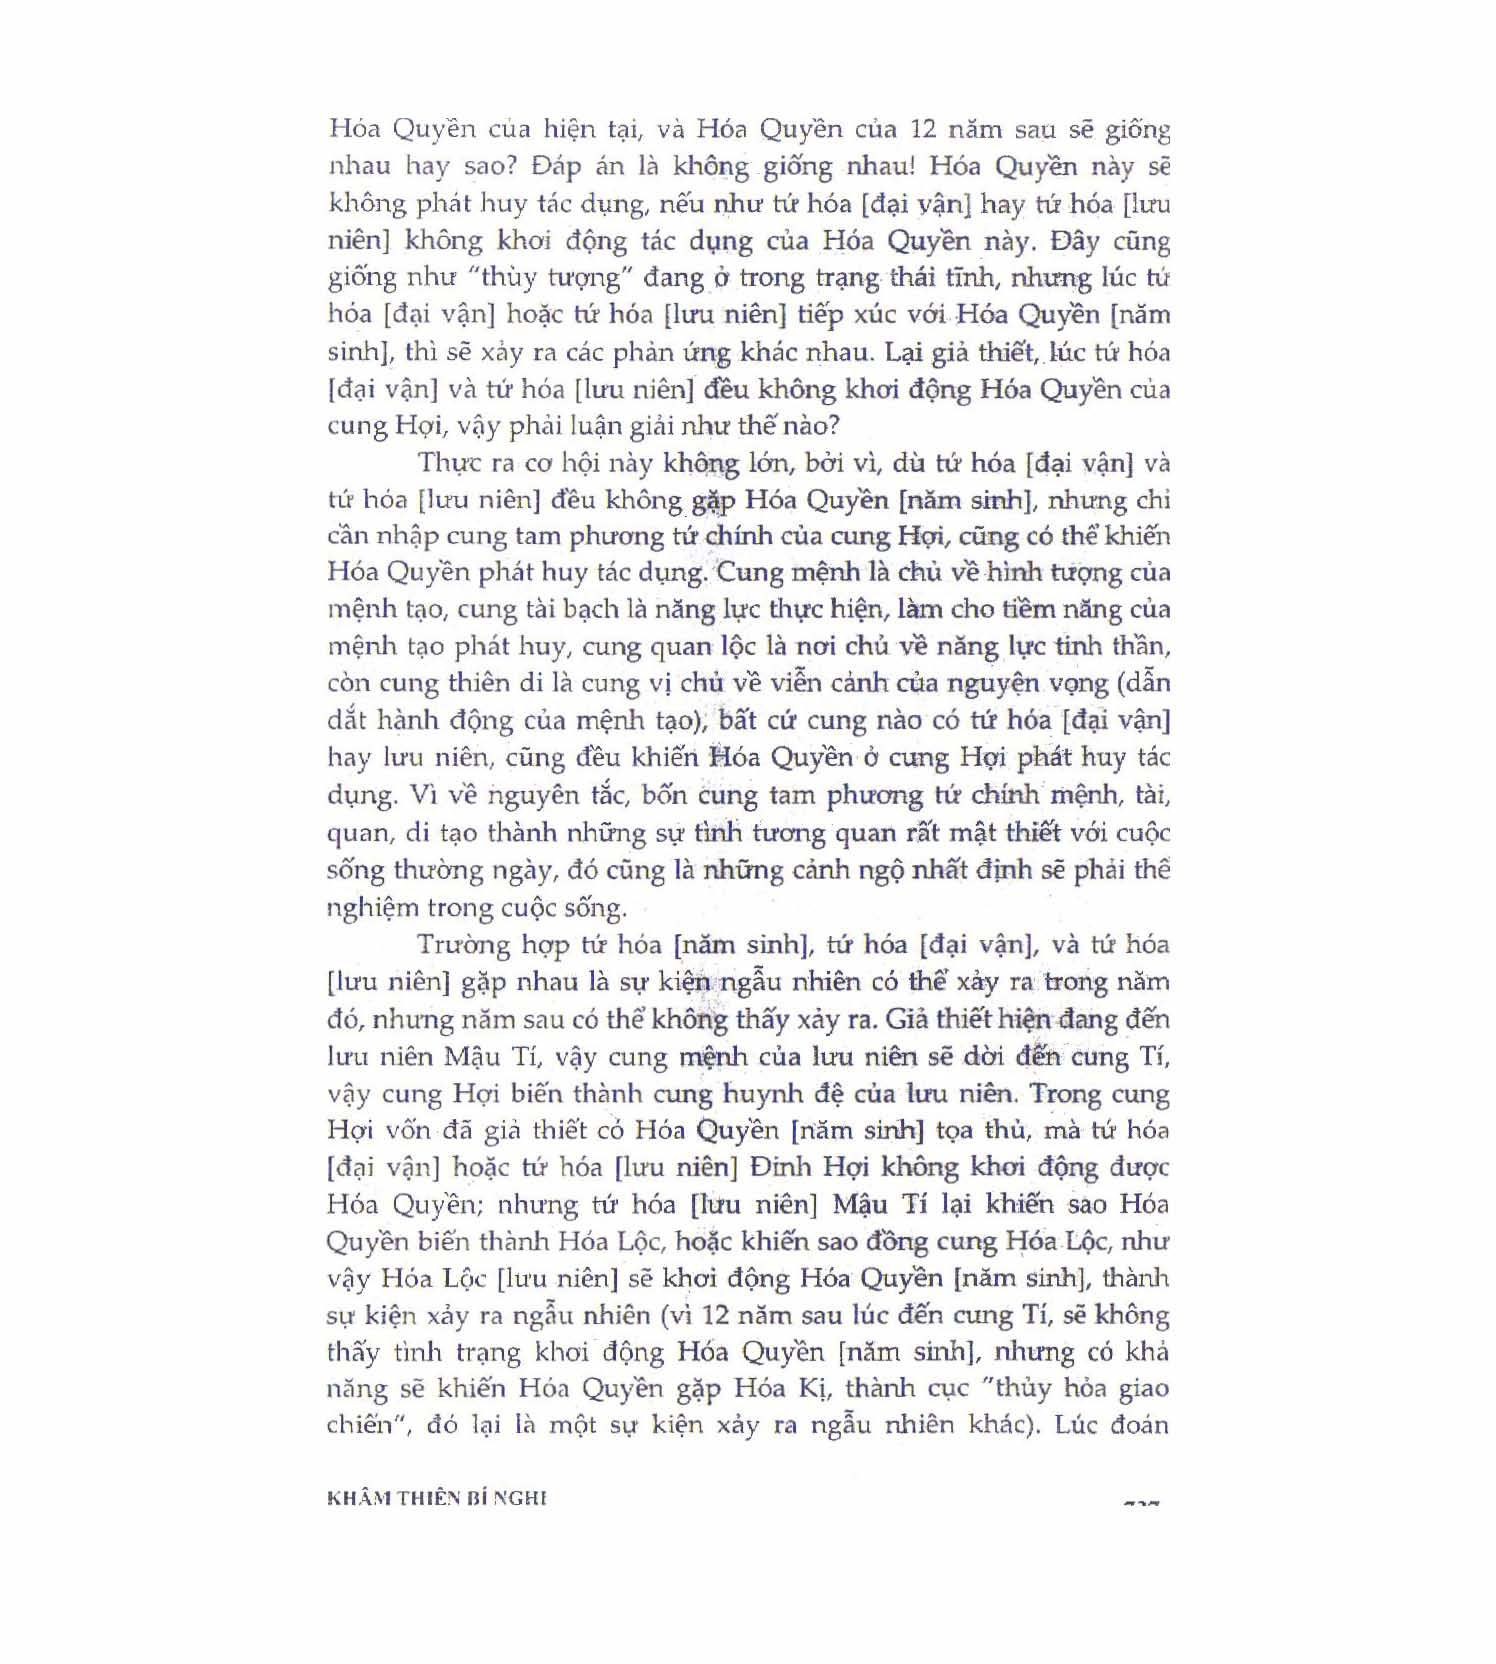 Hóa Quyền của hiện tại, và Hóa Quyền của 12 năm sau sẽ giống
nhau hay sao? Đáp án là không giống nhau! Hóa Quyền này sẽ
không phát huy tác dụng, nếu như tứ hóa [đại vận] hay tứ hóa [lưu
niên] không khơi động tác dụng của Hóa Quyền này. Đây cũng
giống như "thùy tượng" đang ở trong trạng thái tĩnh, nhưng lúc tứ
hóa [đại vận] hoặc tứ hóa [lưu niên] tiếp xúc với Hóa Quyền [năm
sinh], thì sẽ xảy ra các phản ứng khác nhau. Lại giả thiết, lúc tứ hóa
[đại vận] và tứ hóa [lưu niên] đều không khơi động Hóa Quyền của
cung Hợi, vậy phải luận giải như thế nào?
Thực ra cơ hội này không lớn, bởi vì, dù tứ hóa [đại vận] và
tứ hóa [lưu niên] đều không gặp Hóa Quyền [năm sinh], nhưng chỉ
cần nhập cung tam phương tứ chính của cung Hợi, cũng có thể khiến
Hóa Quyền phát huy tác dụng. Cung mệnh là chủ về hình tượng của
mệnh tạo, cung tài bạch là năng lực thực hiện, làm cho tiềm năng của
mệnh tạo phát huy, cung quan lộc là nơi chủ về năng lực tinh thần,
còn cung thiên di là cung vị chủ về viễn cảnh của nguyện vọng (dẫn
dắt hành động của mệnh tạo), bất cứ cung nào có tứ hóa [đại vận]
hay lưu niên, cũng đều khiến Hóa Quyền ở cung Hợi phát huy tác
dụng. Vì về nguyên tắc, bốn cung tam phương tứ chính mệnh, tài,
quan, di tạo thành những sự tình tương quan rất mật thiết với cuộc
sống thường ngày, đó cũng là những cảnh ngộ nhất định sẽ phải thể
nghiệm trong cuộc sống.
Trường hợp tứ hóa [năm sinh], tứ hóa [đại vận], và tứ hóa
[lưu niên] gặp nhau là sự kiện ngẫu nhiên có thể xảy ra trong năm
đó, nhưng năm sau có thể không thấy xảy ra. Giả thiết hiện đang đến
lưu niên Mậu Tí, vậy cung mệnh của lưu niên sẽ dời đến cung Tí,
vậy cung Hợi biến thành cung huynh đệ của lưu niên. Trong cung
Hợi vốn đã giả thiết có Hóa Quyền [năm sinh] tọa thủ, mà tứ hóa
[đại vận] hoặc tứ hóa [lưu niên] Đinh Hợi không khơi động được
Hóa Quyền; nhưng tứ hóa [lưu niên] Mậu Tí lại khiến sao Hóa
Quyền biến thành Hóa Lộc, hoặc khiến sao đồng cung Hóa Lộc, như
vậy Hóa Lộc [lưu niên] sẽ khơi động Hóa Quyền [năm sinh], thành
sự kiện xảy ra ngẫu nhiên (vì 12 năm sau lúc đến cung Tí, sẽ không
thấy tình trạng khơi động Hóa Quyền [năm sinh], nhưng có khả
năng sẽ khiến Hóa Quyền gặp Hóa Kị, thành cục "thủy hỏa giao
chiến", đó lại là một sự kiện xảy ra ngẫu nhiên khác). Lúc đoán
KHÂM THIÊN BÍ NGHI